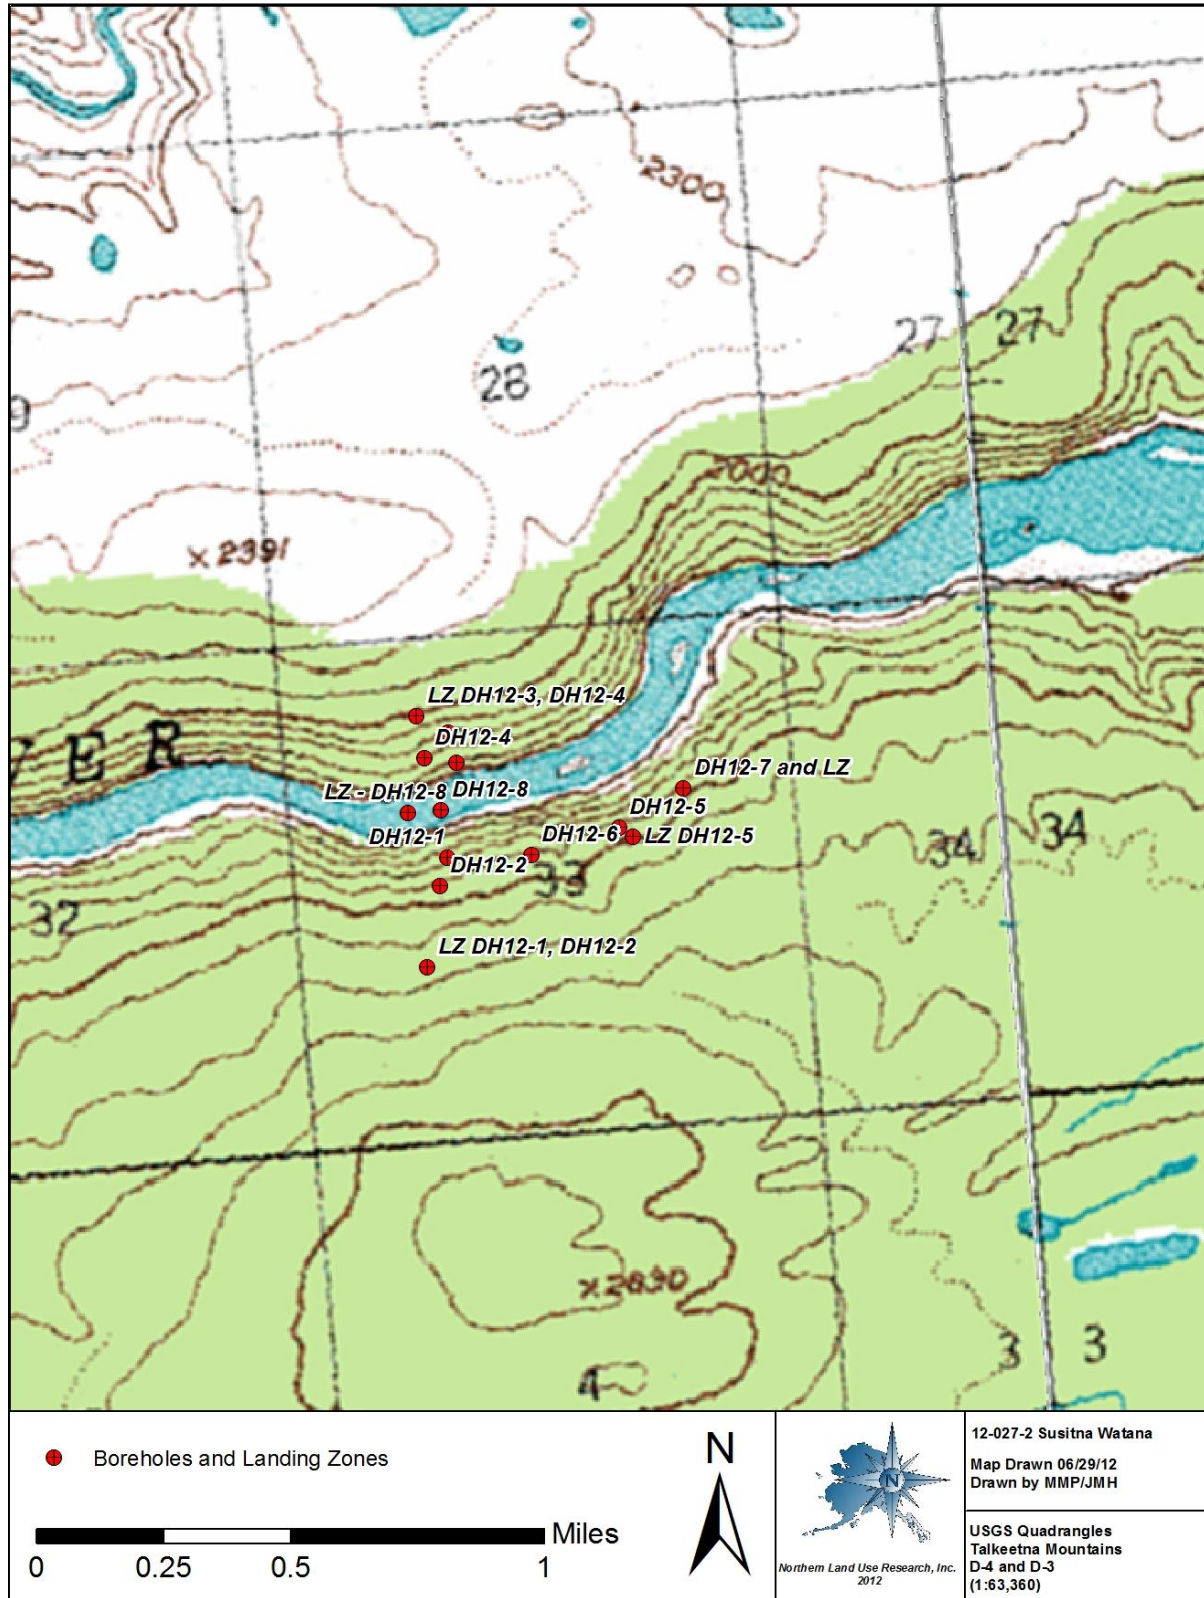 2300
27 27
28
9
2000
x 2391
LZ DH12-3, DH12-4
V E R
DH12-4
DH12-7 and LZ
LZ - DH12-8 DH12-8
DH12-5
DH12-1
DH12-6 LZ DH12-5
34 34
DH12-2
33
32
LZ DH12-1, DH12-2
x 2630
3 3
4
Boreholes and Landing Zones
Miles
0 0.25 0.5 1
N
N
Northern Land Use Research, Inc.
2012
12-027-2 Susitna Watana
Map Drawn 06/29/12
Drawn by MMP/JMH
USGS Quadrangles
Talkeetna Mountains
D-4 and D-3
(1:63,360)